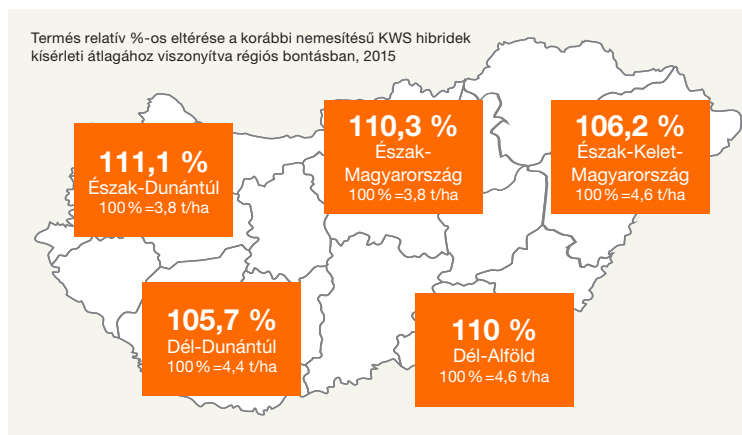 Termés relatív %-os eltérése a korábbi nemesítésű KWS hibridek
kísérleti átlagához viszonyítva régiós bontásban, 2015
111,1 %
Észak-Dunántúl
100 % =3,8 t/ha
110,3 %
Észak-
Magyarország
100 % =3,8 t/ha
106,2 %
Észak-Kelet-
Magyarország
100 % =4,6 t/ha
105,7 %
Dél-Dunántúl
100 % =4,4 t/ha
110 %
Dél-Alföld
100 % =4,6 t/ha